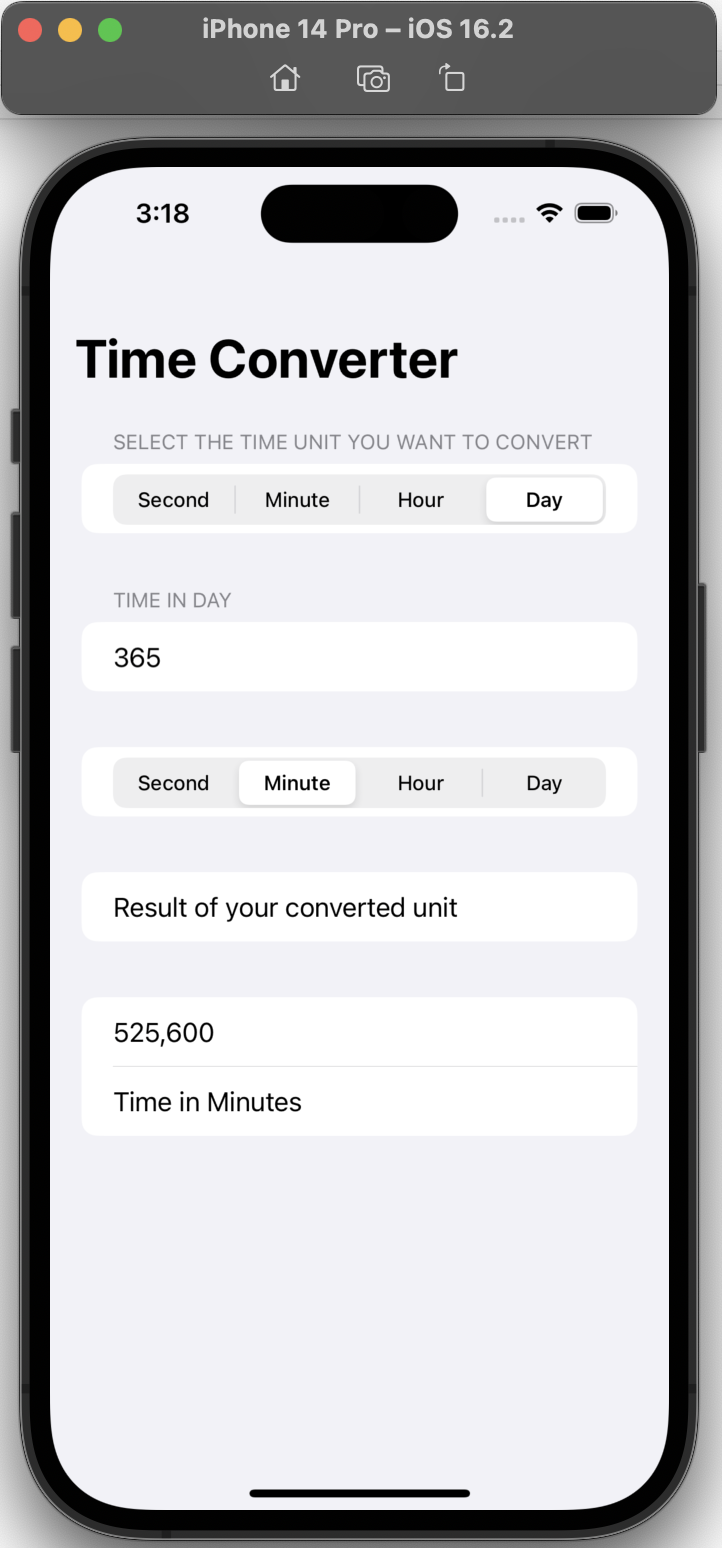 iPhone 14 Pro – iOS 16.2
3:18
Time Converter
SELECT THE TIME UNIT YOU WANT TO CONVERT
Second Minute Hour Day
TIME IN DAY
365
Second Minute Hour Day
Result of your converted unit
525,600
Time in Minutes